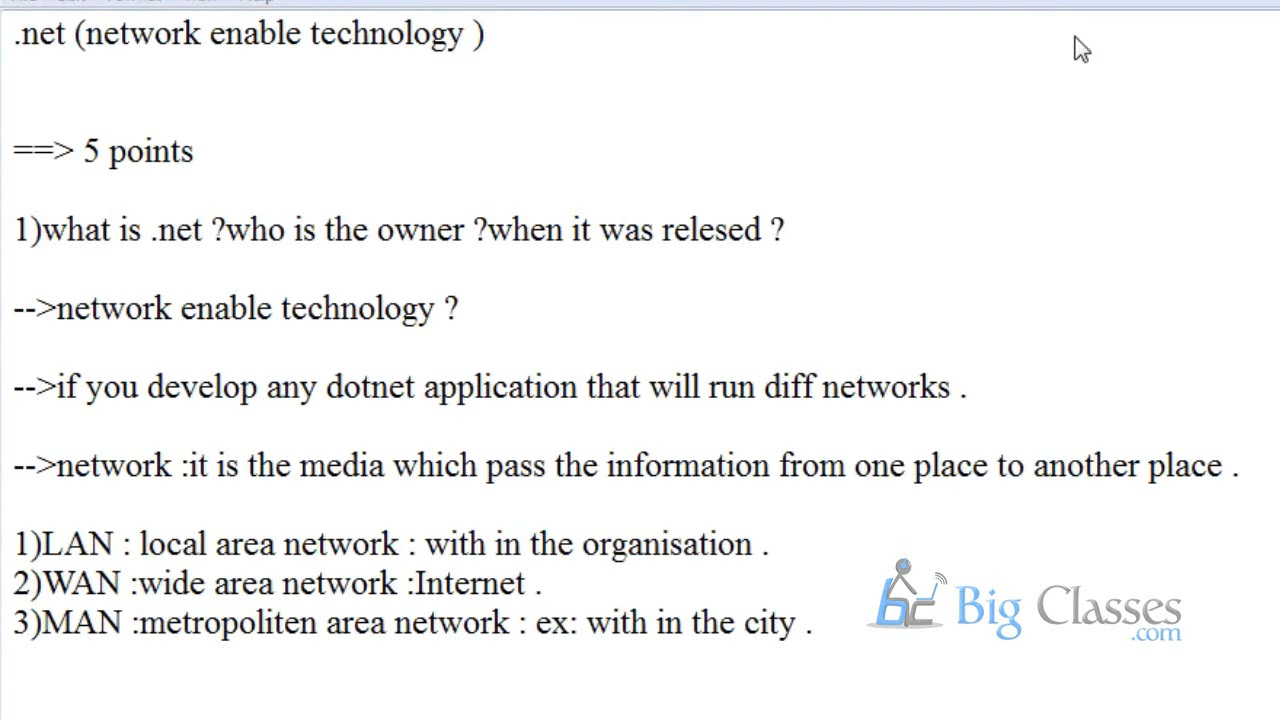 .net (network enable technology )
==> 5 points
1)what is .net ?who is the owner ?when it was relesed ?
-->network enable technology ?
-->if you develop any dotnet application that will run diff networks .
-->network :it is the media which pass the information from one place to another place .
1)LAN : local area network : with in the organisation .
2)WAN :wide area network :Internet .
3)MAN :metropoliten area network : ex: with in the city .
bc Big Classes
.com